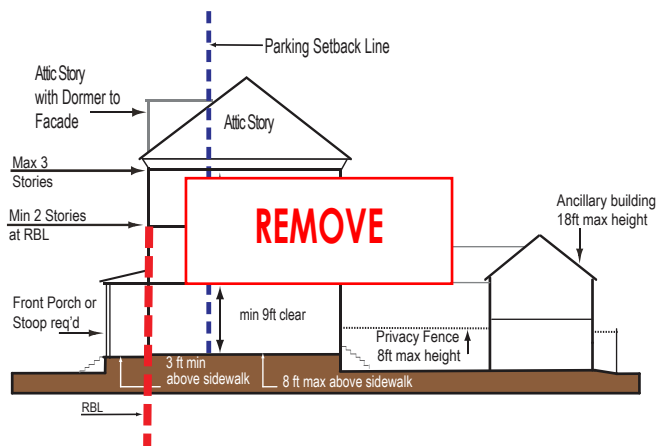 Parking Setback Line
Attic Story
with Dormer to
Facade
Attic Story
Max 3
Stories
Min 2 Stories
at RBL
REMOVE
Ancillary building
18ft max height
Front Porch or
Stoop req'd
min 9ft clear
Privacy Fence
8ft max height
3 ft min
above sidewalk
8 ft max above sidewalk
RBL